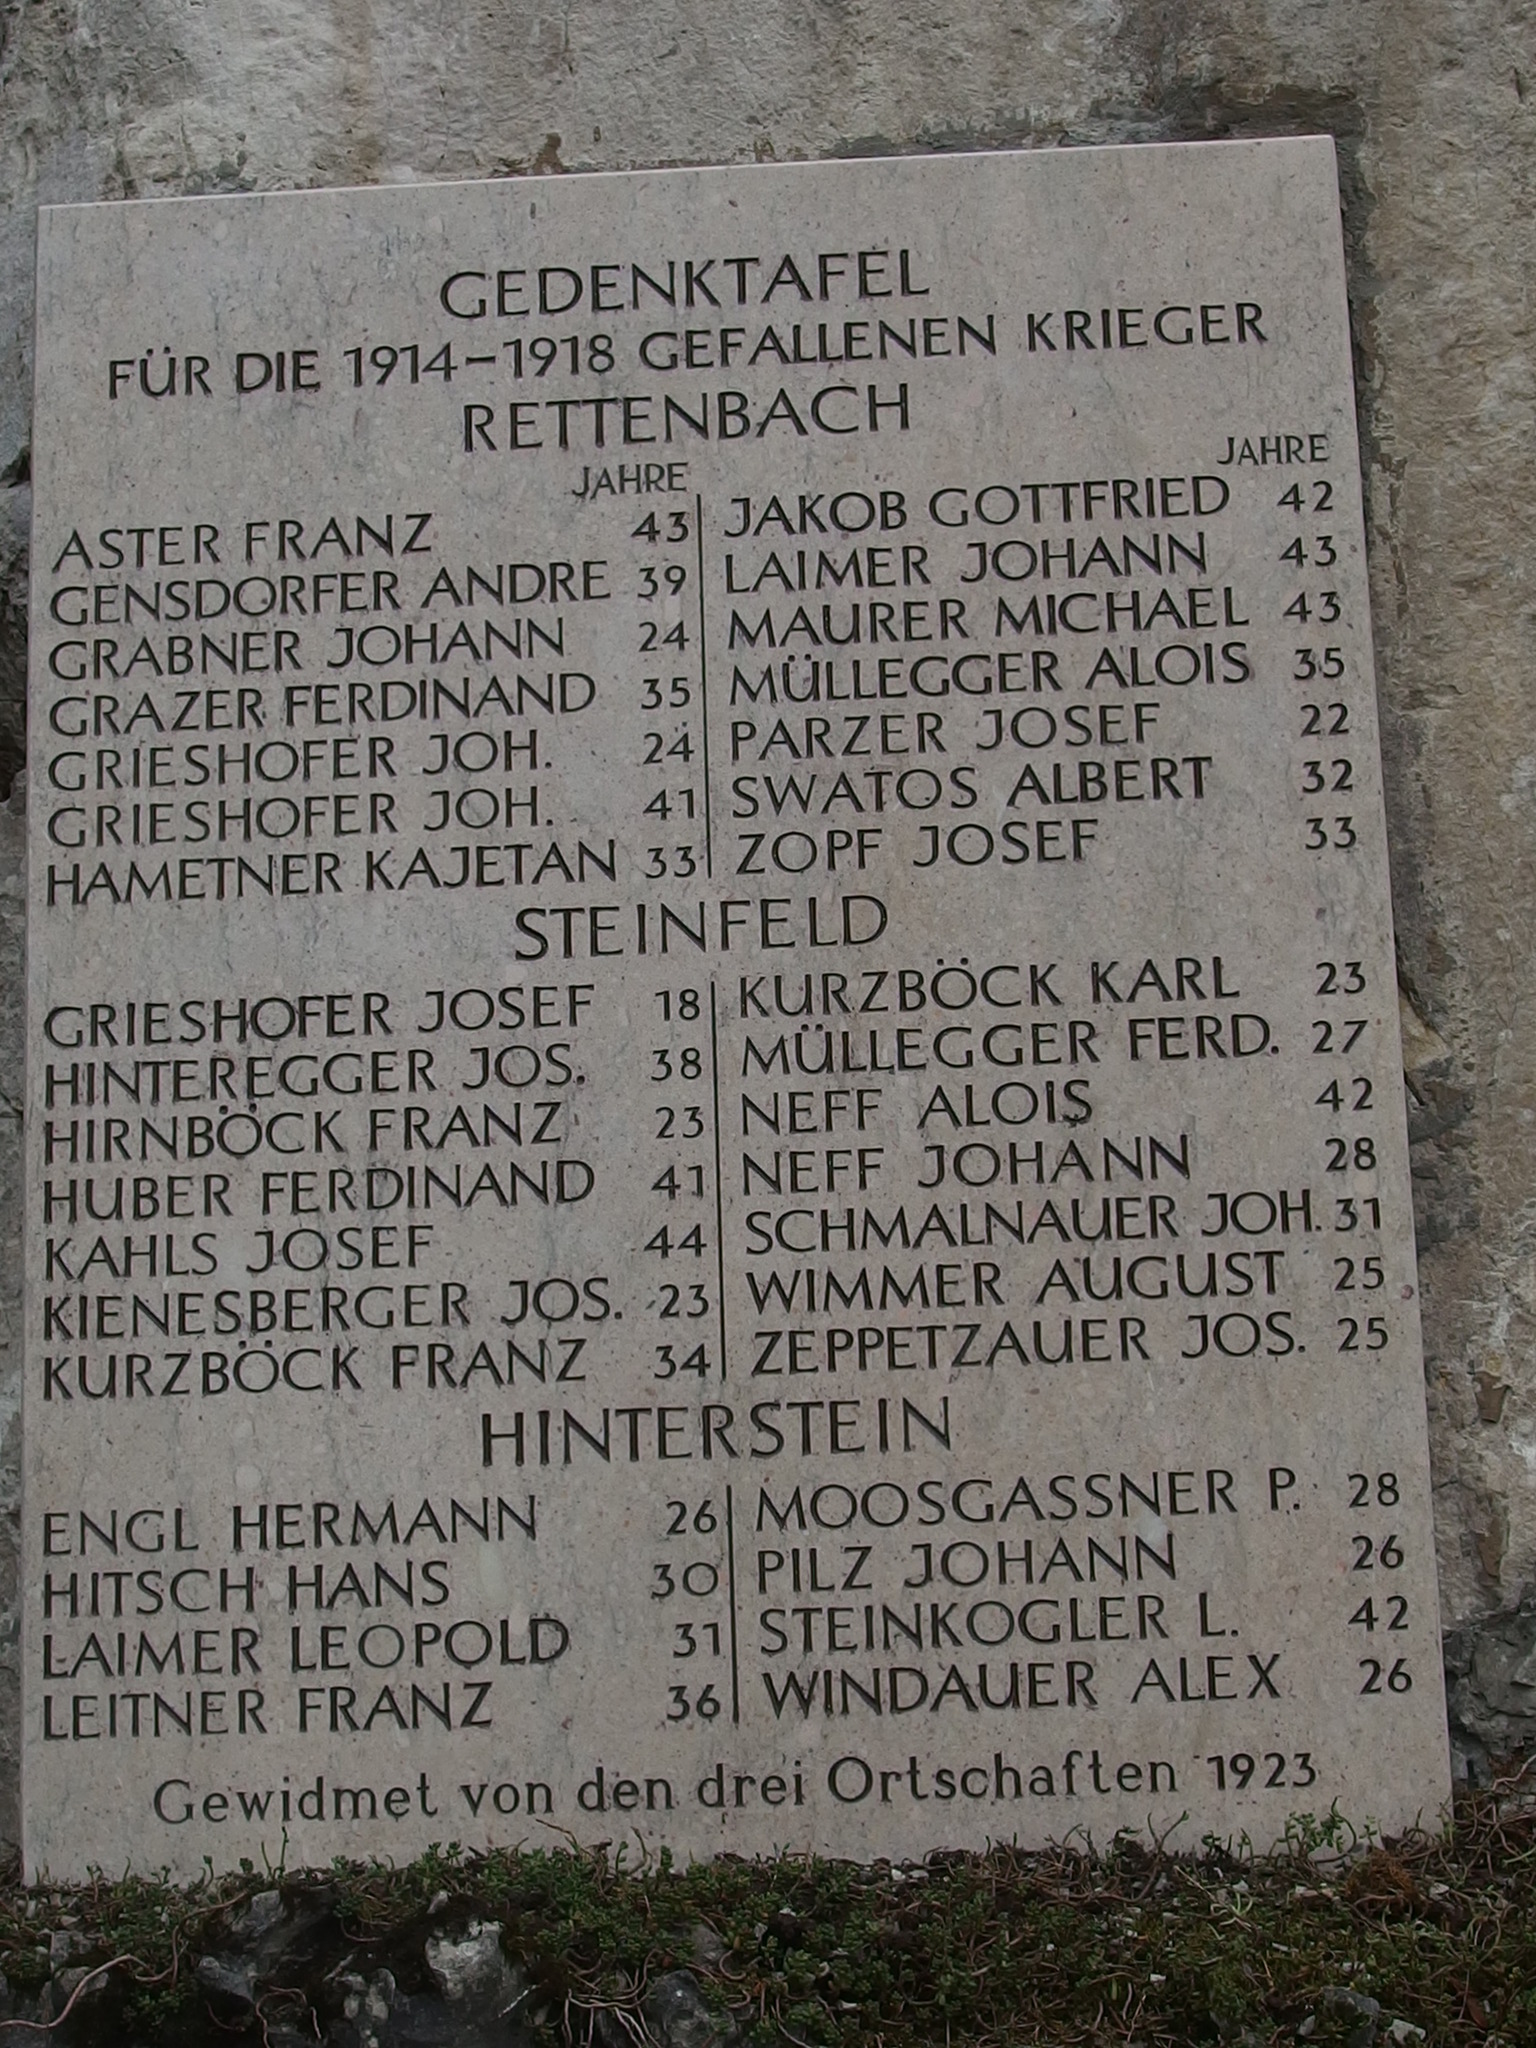 GEDENKTAFEL
FÜR DIE 1914–1918 GEFALLENEN KRIEGER
RETTENBACH
JAHRE
ASTER FRANZ 43
GENSDORFER ANDRE 39
GRABNER JOHANN 24
GRAZER FERDINAND 35
GRIESHOFER JOH. 24
GRIESHOFER JOH. 41
HAMETNER KAJETAN 33
JAHRE
JAKOB GOTTFRIED 42
LAIMER JOHANN 43
MAURER MICHAEL 43
MÜLLEGGER ALOIS 35
PARZER JOSEF 22
SWATOS ALBERT 32
ZOPF JOSEF 33
STEINFELD
GRIESHOFER JOSEF 18
HINTEREGGER JOS. 38
HIRNBÖCK FRANZ 23
HUBER FERDINAND 41
KAHLS JOSEF 44
KIENESBERGER JOS. 23
KURZBÖCK FRANZ 34
KURZBÖCK KARL 23
MÜLLEGGER FERD. 27
NEFF ALOIS 42
NEFF JOHANN 28
SCHMALNAUER JOH. 31
WIMMER AUGUST 25
ZEPPETZAUER JOS. 25
HINTERSTEIN
ENGL HERMANN 26
HITSCH HANS 30
LAIMER LEOPOLD 31
LEITNER FRANZ 36
MOOSGASSNER P. 28
PILZ JOHANN 26
STEINKOGLER L. 42
WINDAUER ALEX 26
Gewidmet von den drei Ortschaften 1923